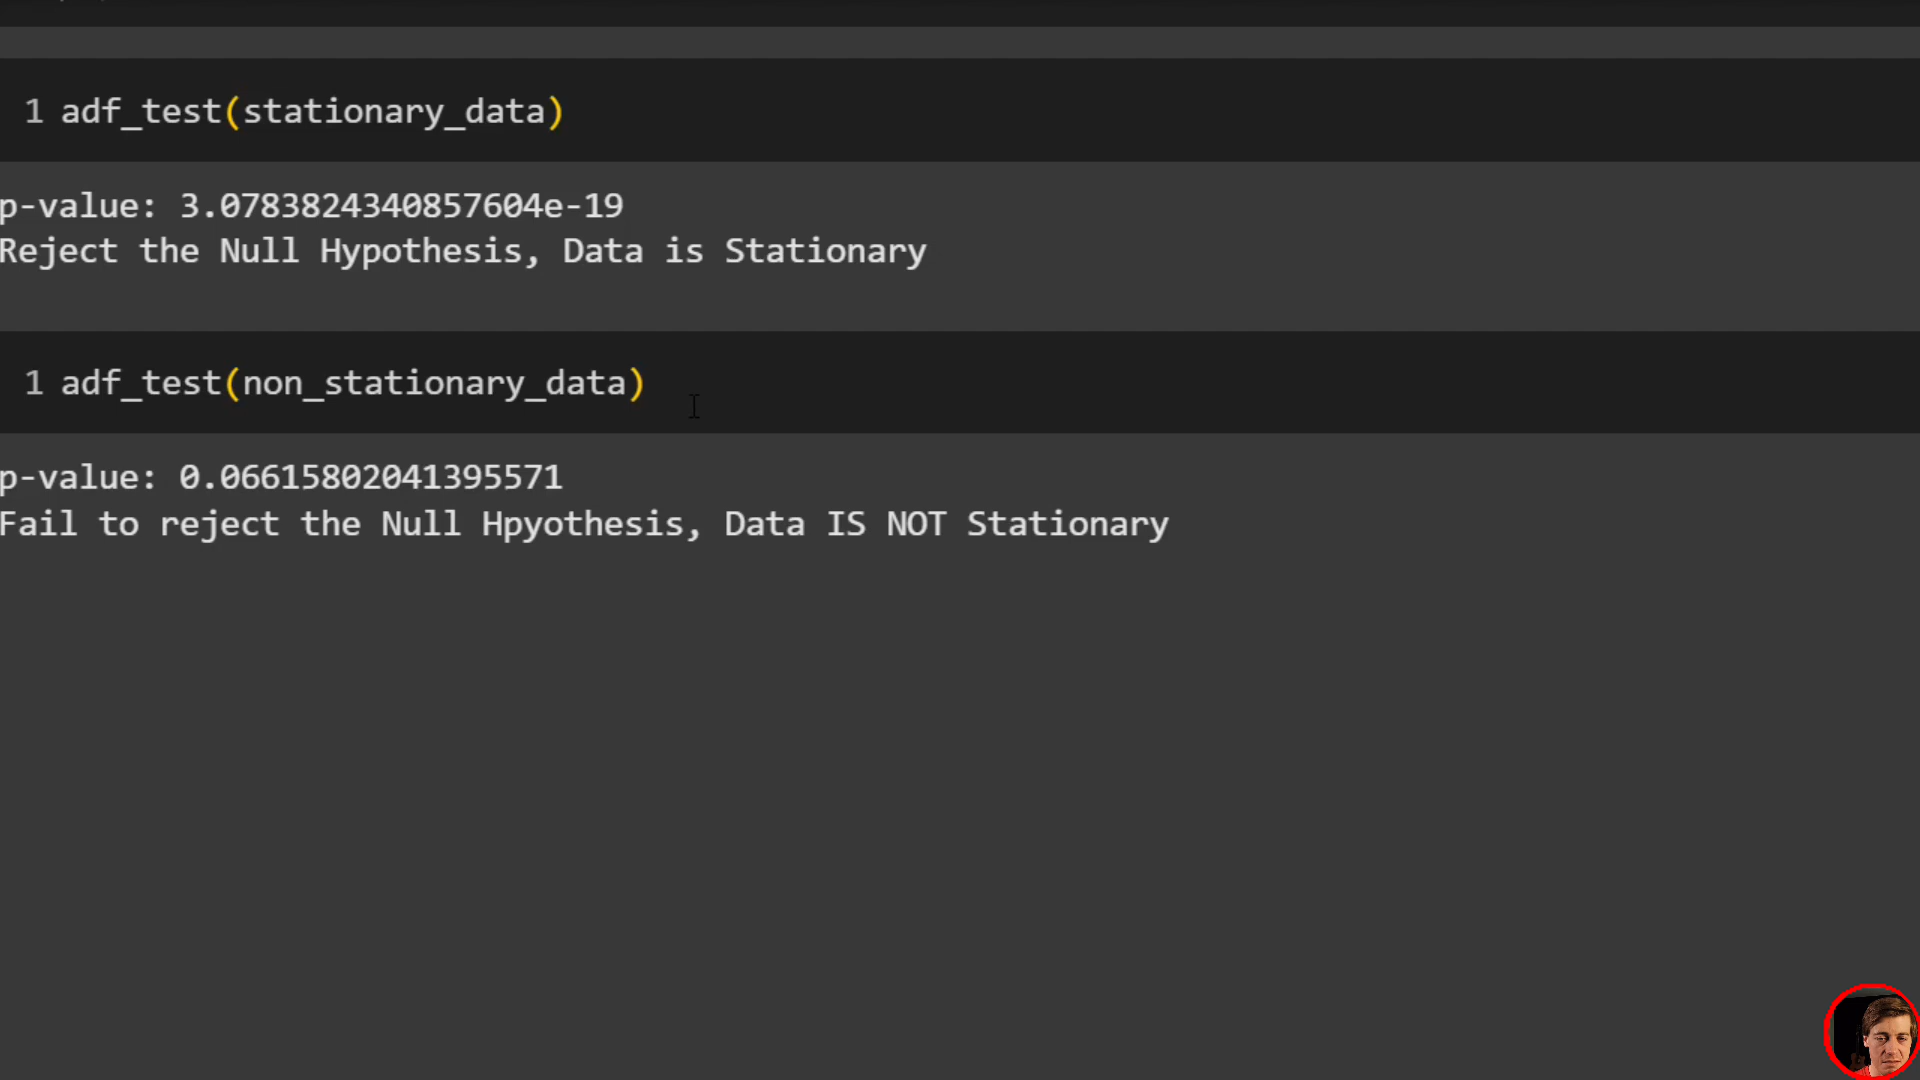 1 adf_test(stationary_data)
p-value: 3.0783824340857604e-19
Reject the Null Hypothesis, Data is Stationary
1 adf_test(non_stationary_data)
p-value: 0.06615802041395571
Fail to reject the Null Hpyothesis, Data IS NOT Stationary